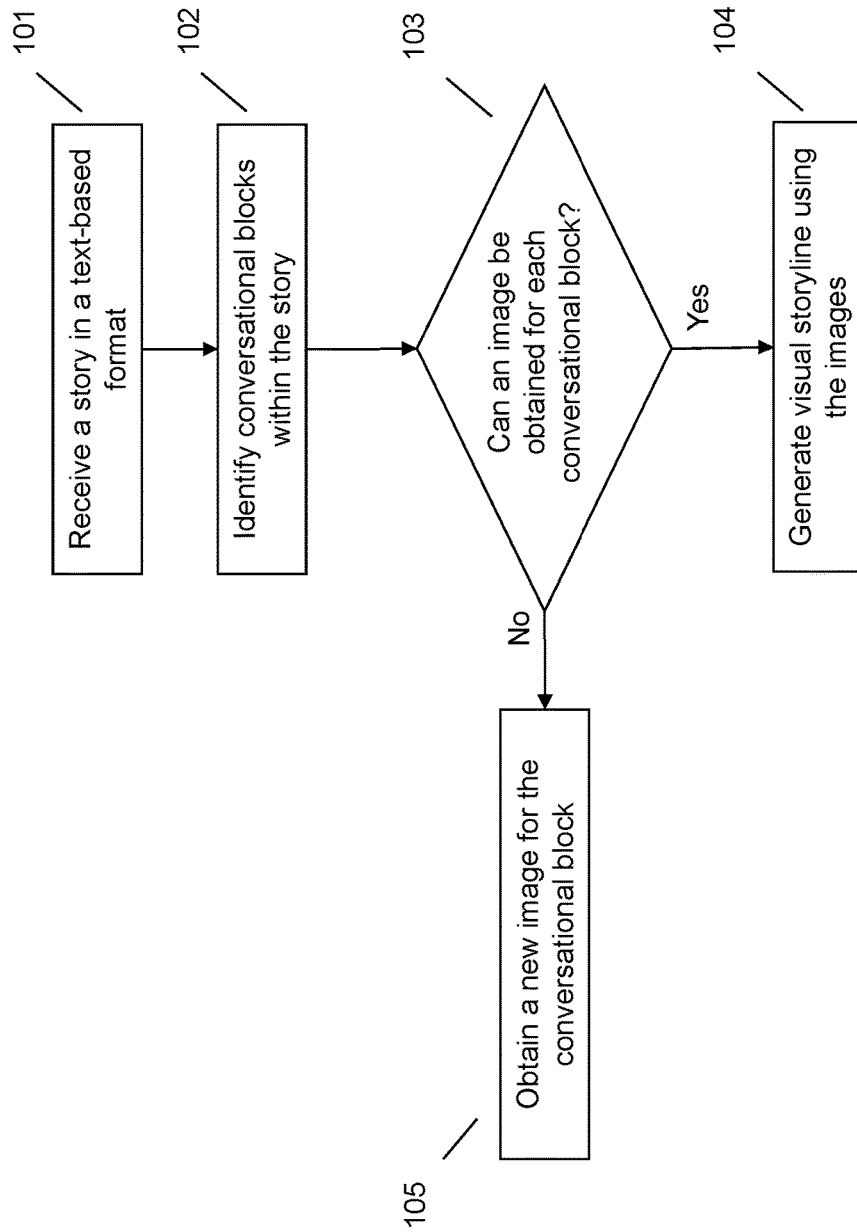 101
Receive a story in a text-based
format
102
Identify conversational blocks
within the story
103
Can an image be
obtained for each
conversational block?
Yes
No
104
Generate visual storyline using
the images
105
Obtain a new image for the
conversational block